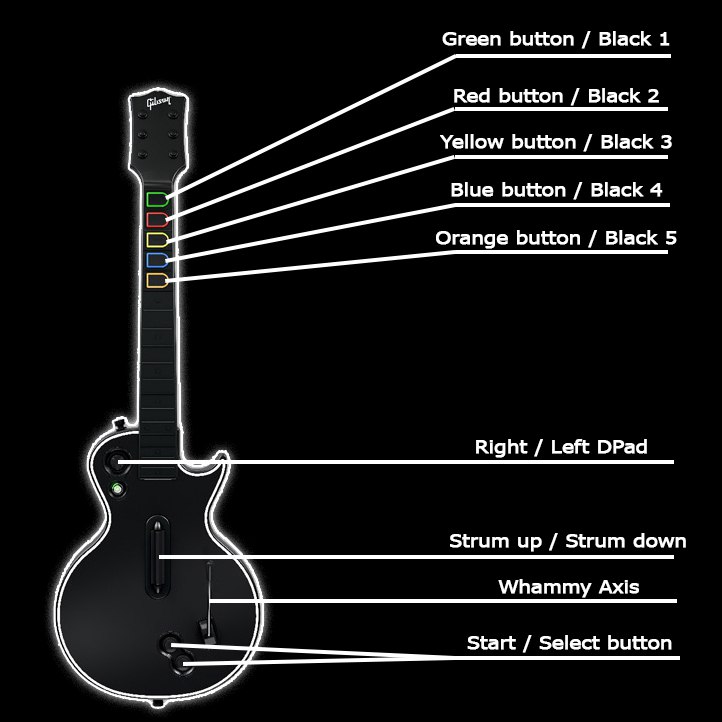 Green button / Black 1
Gibson
Red button / Black 2
Yellow button / Black 3
Blue button / Black 4
Orange button / Black 5
Right / Left DPad
Strum up / Strum down
Whammy Axis
Start / Select button